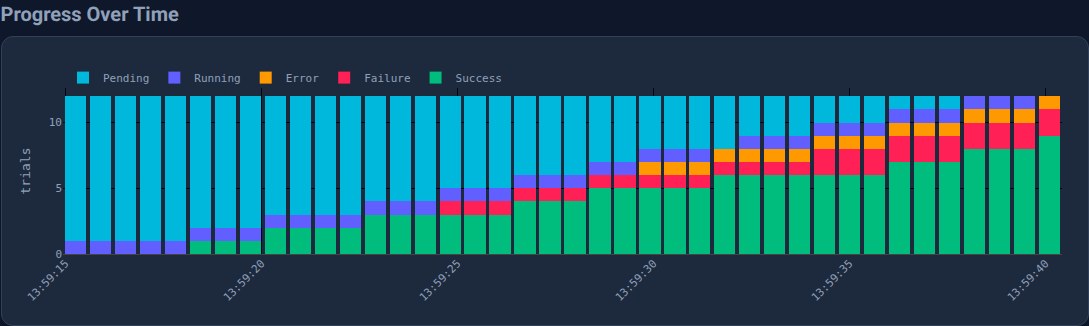 Progress Over Time
Pending Running Error Failure Success
trials
10
5
0
13:59:15 13:59:20 13:59:25 13:59:30 13:59:35 13:59:40